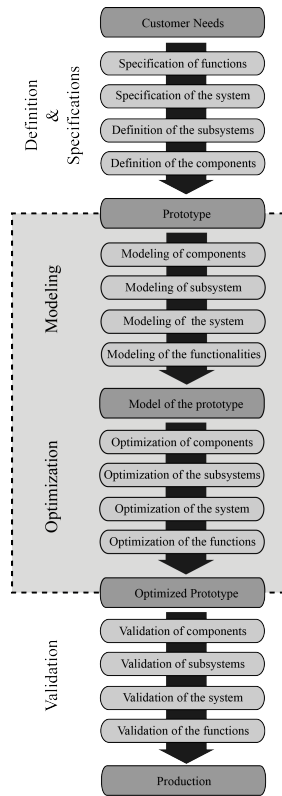 Customer Needs
Definition
&
Specifications
Specification of functions
Specification of the system
Definition of the subsystems
Definition of the components
Prototype
Modeling
Modeling of components
Modeling of subsystem
Modeling of the system
Modeling of the functionalities
Model of the prototype
Optimization
Optimization of components
Optimization of the subsystems
Optimization of the system
Optimization of the functions
Optimized Prototype
Validation
Validation of components
Validation of subsystems
Validation of the system
Validation of the functions
Production